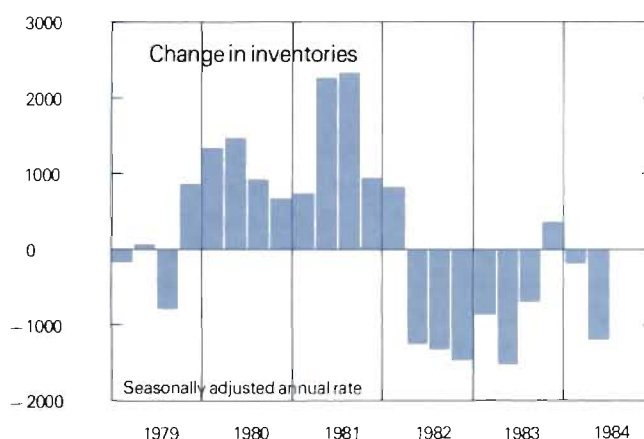 3000
Change in inventories
2000
1000
0
– 1000
Seasonally adjusted annual rate
– 2000
1979 1980 1981 1982 1983 1984